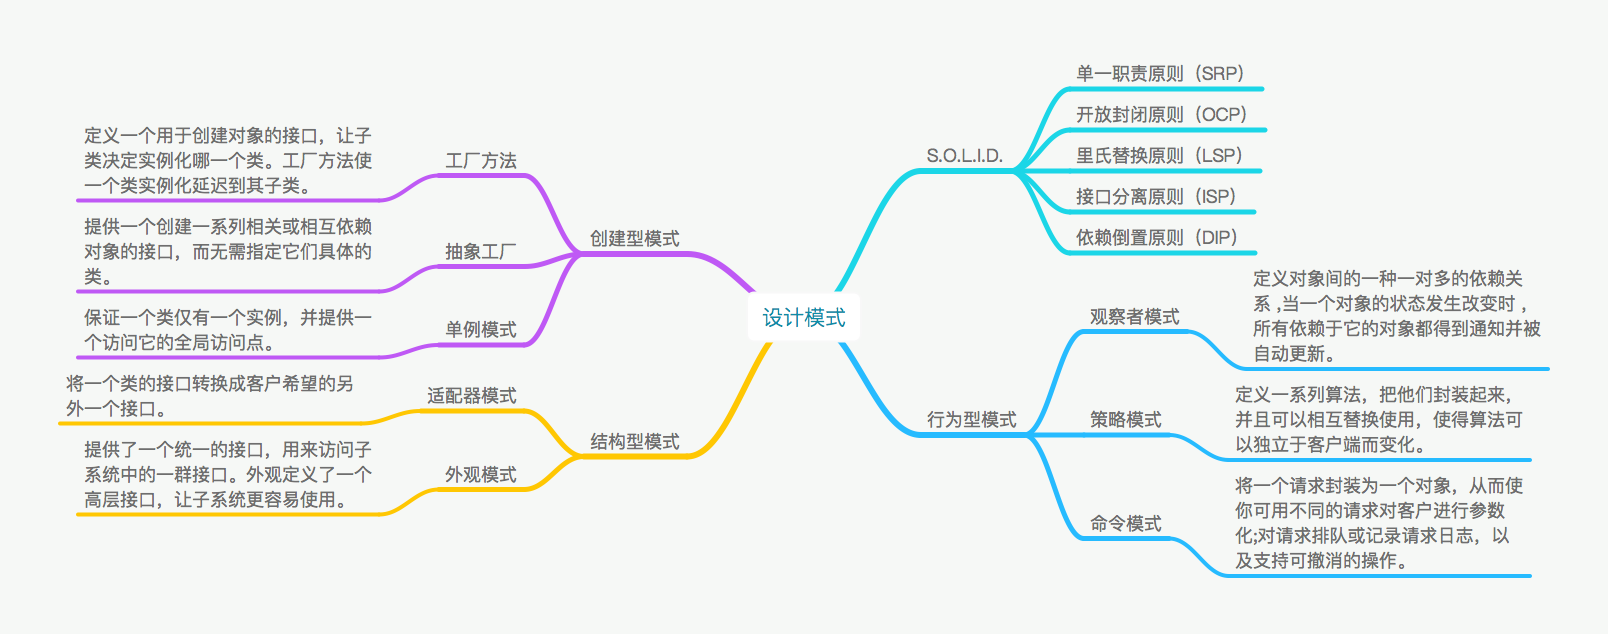 设计模式
S.O.L.I.D.
单一职责原则（SRP）
开放封闭原则（OCP）
里氏替换原则（LSP）
接口分离原则（ISP）
依赖倒置原则（DIP）
行为型模式
观察者模式
定义对象间的一种一对多的依赖关
系 ,当一个对象的状态发生改变时 ,
所有依赖于它的对象都得到通知并被
自动更新。
策略模式
定义一系列算法，把他们封装起来，
并且可以相互替换使用，使得算法可
以独立于客户端而变化。
命令模式
将一个请求封装为一个对象，从而使
你可用不同的请求对客户进行参数
化;对请求排队或记录请求日志，以
及支持可撤消的操作。
创建型模式
工厂方法
定义一个用于创建对象的接口，让子
类决定实例化哪一个类。工厂方法使
一个类实例化延迟到其子类。
抽象工厂
提供一个创建一系列相关或相互依赖
对象的接口，而无需指定它们具体的
类。
单例模式
保证一个类仅有一个实例，并提供一
个访问它的全局访问点。
结构型模式
适配器模式
将一个类的接口转换成客户希望的另
外一个接口。
外观模式
提供了一个统一的接口，用来访问子
系统中的一群接口。外观定义了一个
高层接口，让子系统更容易使用。